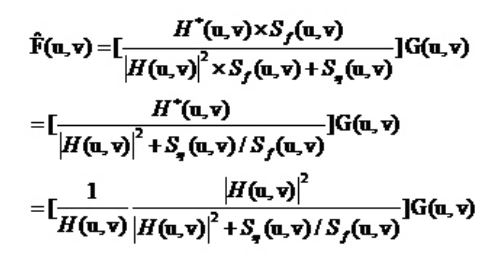 F̂(u,v) = [ H*(u,v)×S_f(u,v) / |H(u,v)|²×S_f(u,v)+S_η(u,v) ]G(u,v)
= [ H*(u,v) / |H(u,v)|²+S_η(u,v)/S_f(u,v) ]G(u,v)
= [ 1 / H(u,v) |H(u,v)|² / |H(u,v)|²+S_η(u,v)/S_f(u,v) ]G(u,v)